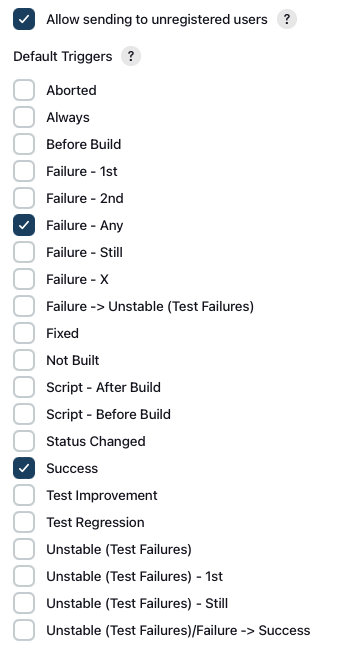 Allow sending to unregistered users ?
Default Triggers ?
Aborted
Always
Before Build
Failure - 1st
Failure - 2nd
Failure - Any
Failure - Still
Failure - X
Failure -> Unstable (Test Failures)
Fixed
Not Built
Script - After Build
Script - Before Build
Status Changed
Success
Test Improvement
Test Regression
Unstable (Test Failures)
Unstable (Test Failures) - 1st
Unstable (Test Failures) - Still
Unstable (Test Failures)/Failure -> Success